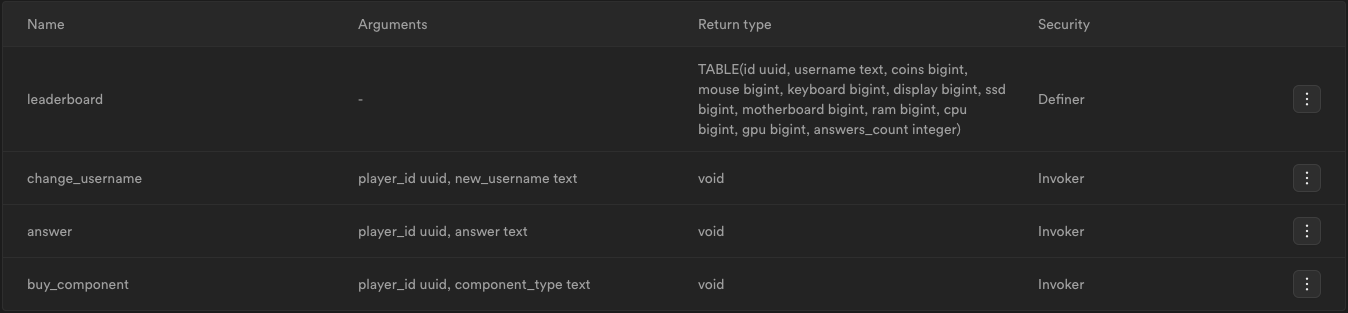 Name Arguments Return type Security
leaderboard - TABLE(id uuid, username text, coins bigint, Definer
mouse bigint, keyboard bigint, display bigint, ssd
bigint, motherboard bigint, ram bigint, cpu
bigint, gpu bigint, answers_count integer)
change_username player_id uuid, new_username text void Invoker
answer player_id uuid, answer text void Invoker
buy_component player_id uuid, component_type text void Invoker